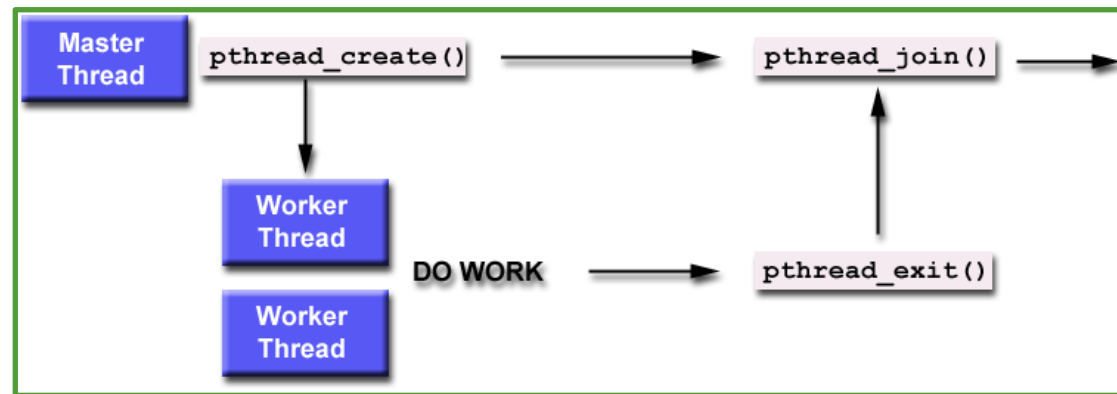 Master
Thread
pthread_create()
pthread_join()
Worker
Thread
DO WORK
pthread_exit()
Worker
Thread